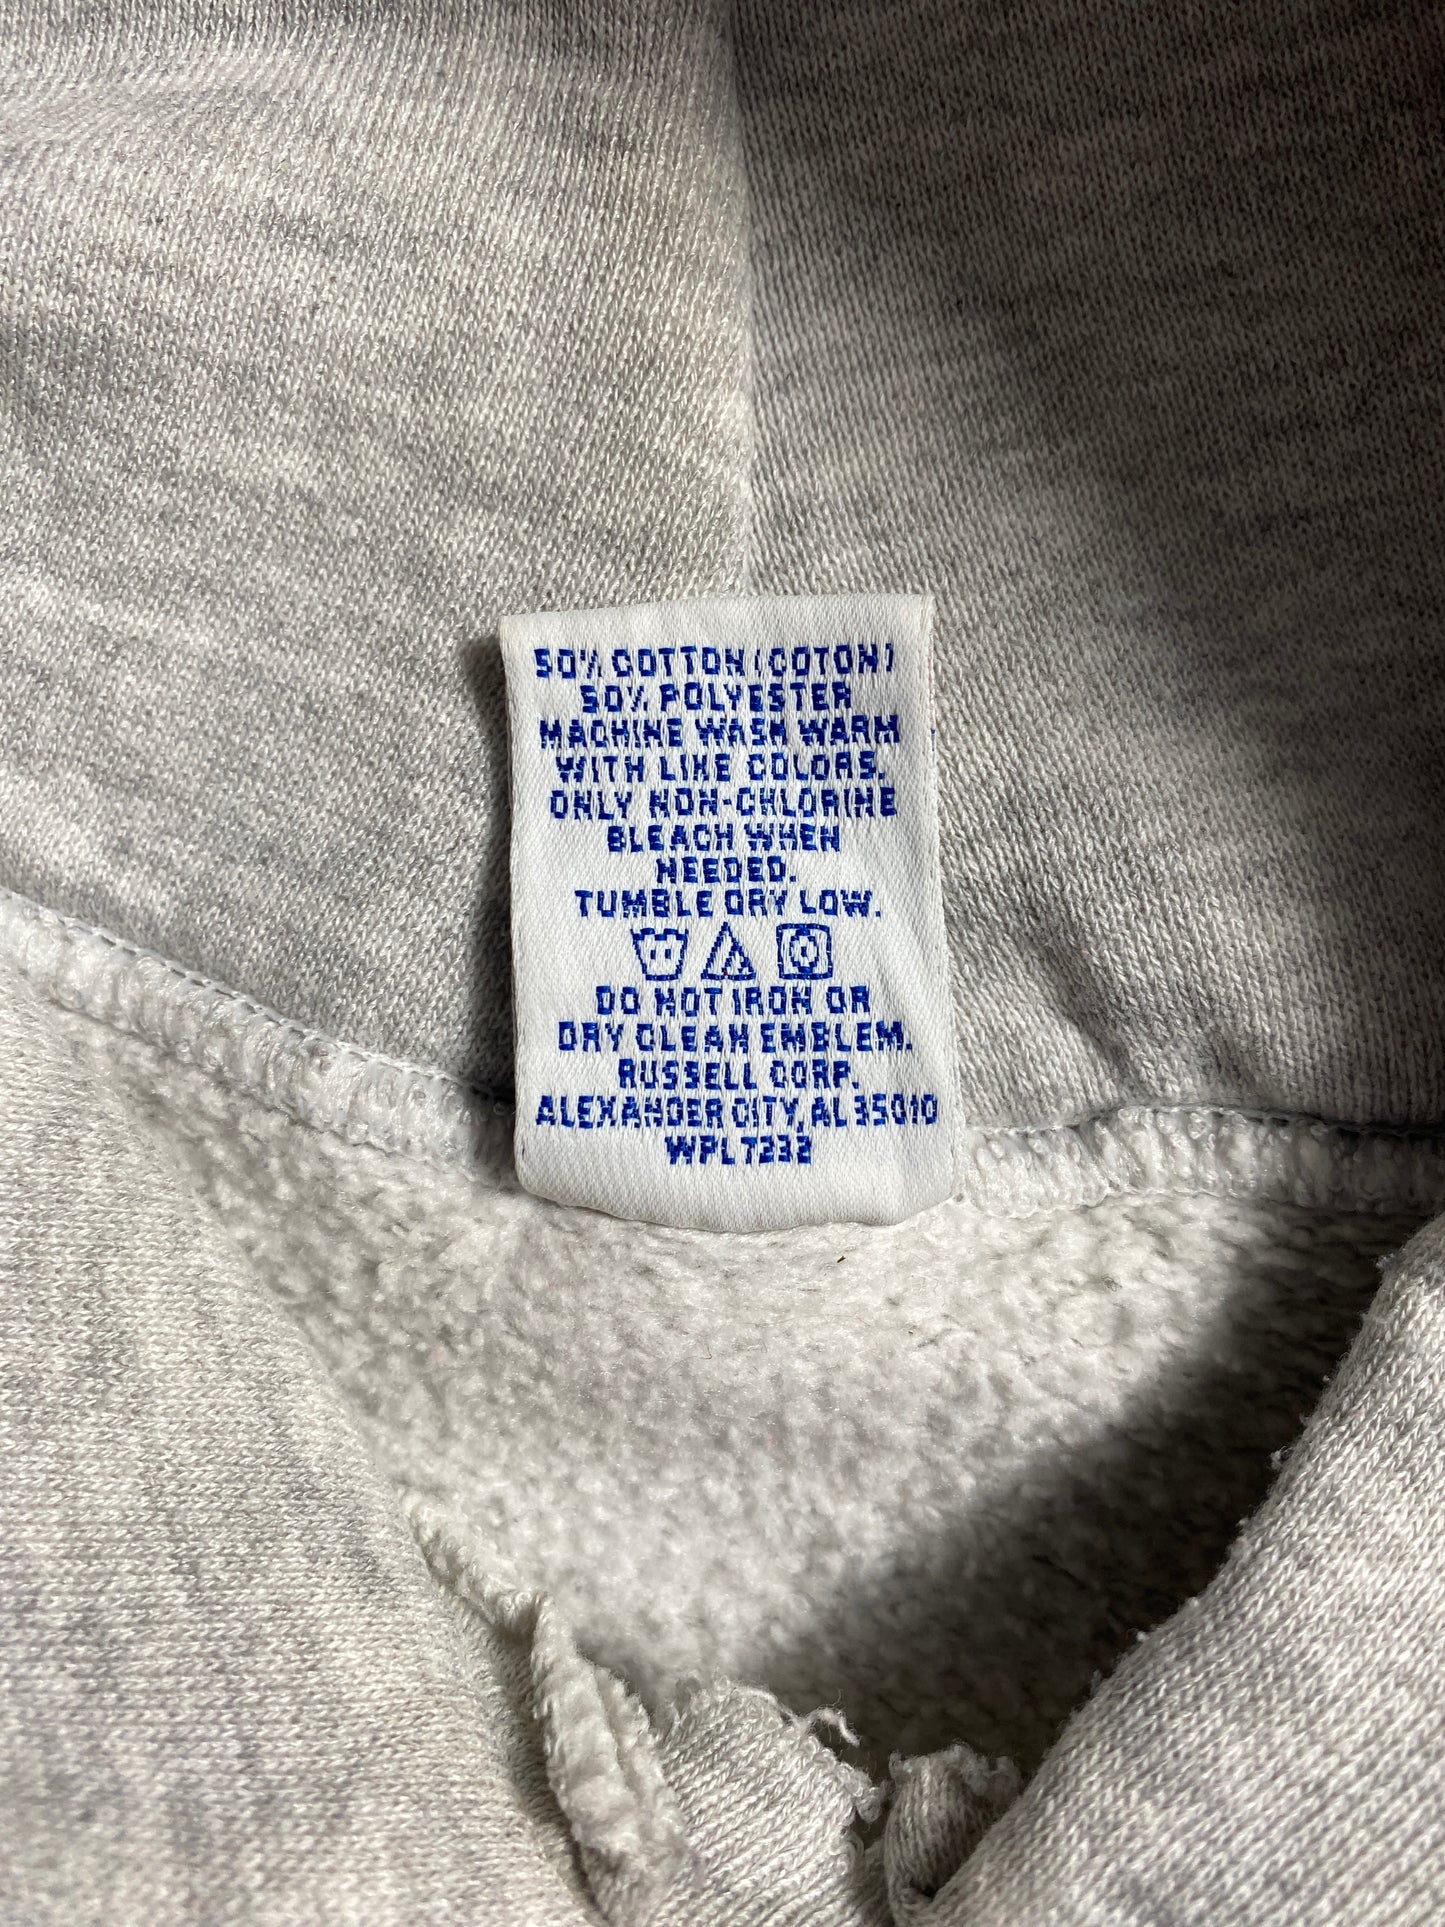 50% COTTON (COTON)
50% POLYESTER
MACHINE WASH WARM
WITH LIKE COLORS.
ONLY NON-CHLORINE
BLEACH WHEN
NEEDED.
TUMBLE DRY LOW.
DO NOT IRON OR
DRY CLEAN EMBLEM.
RUSSELL CORP.
ALEXANDER CITY, AL 35010
WPL 7232